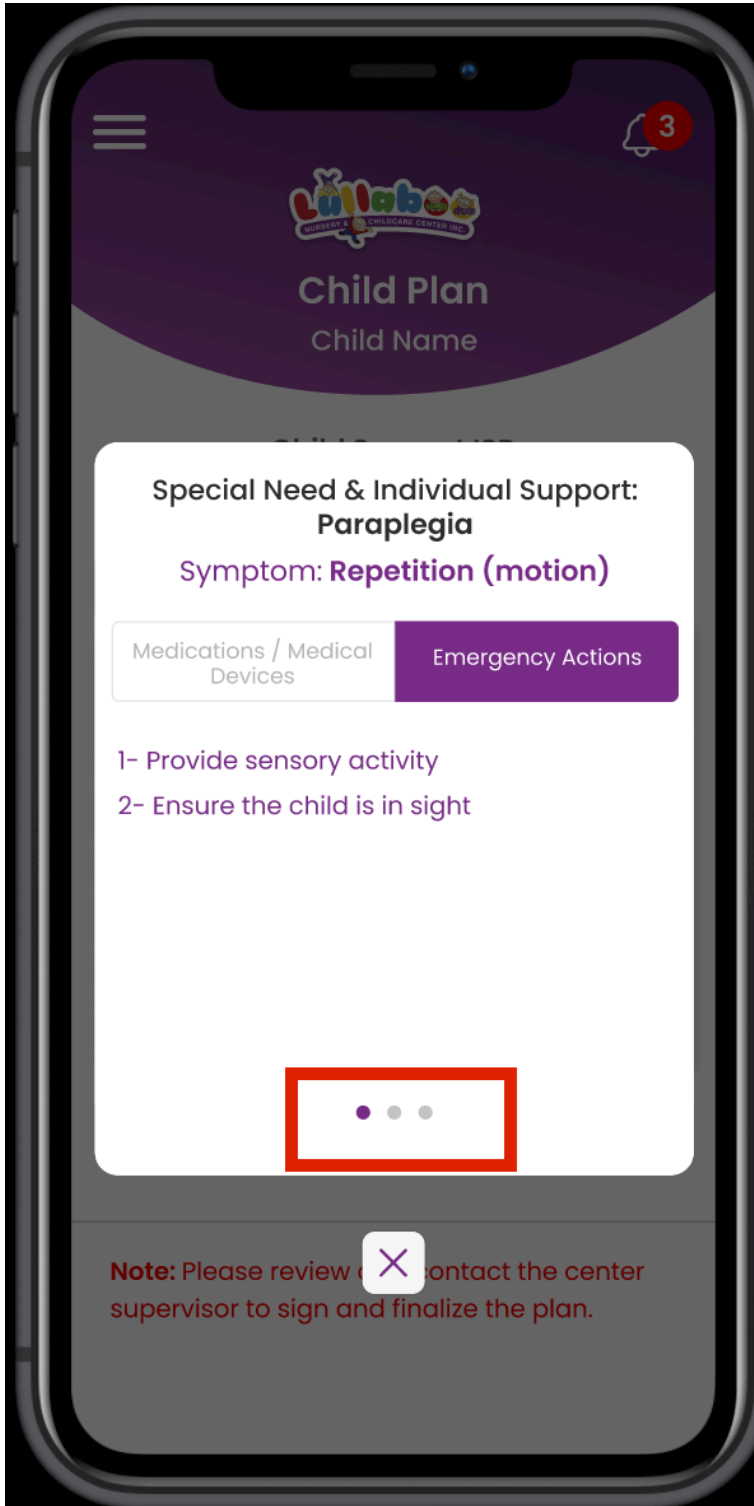 3
Lullaboo
NURSERY & CHILDCARE CENTER INC.
Child Plan
Child Name
Special Need & Individual Support:
Paraplegia
Symptom: Repetition (motion)
Medications / Medical
Devices
Emergency Actions
1- Provide sensory activity
2- Ensure the child is in sight
Note: Please review contact the center
supervisor to sign and finalize the plan.